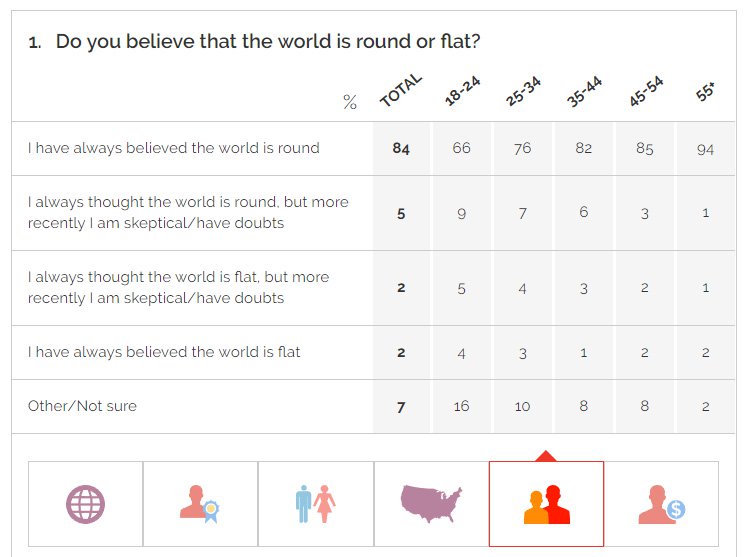 1. Do you believe that the world is round or flat?
% TOTAL 18-24 25-34 35-44 45-54 55+
I have always believed the world is round 84 66 76 82 85 94
I always thought the world is round, but more
recently I am skeptical/have doubts 5 9 7 6 3 1
I always thought the world is flat, but more
recently I am skeptical/have doubts 2 5 4 3 2 1
I have always believed the world is flat 2 4 3 1 2 2
Other/Not sure 7 16 10 8 8 2
$